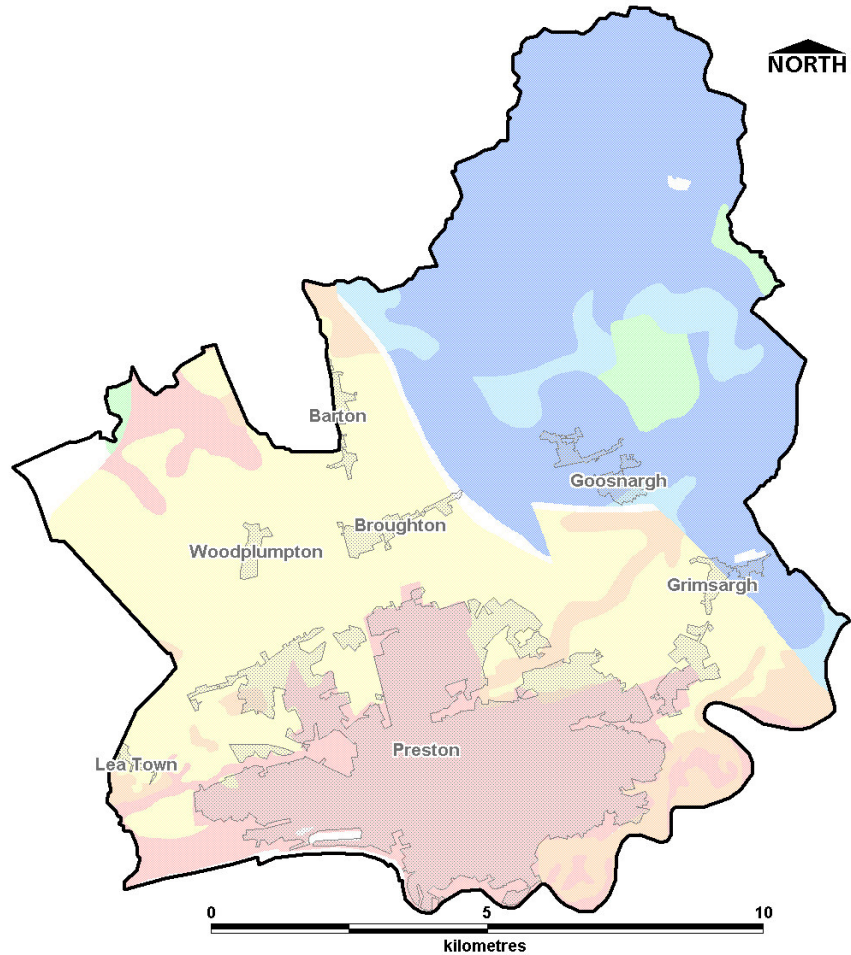 NORTH
Barton
Goosnargh
Broughton
Woodplumpton
Grimsargh
Preston
Lea Town
0 5 10
kilometres